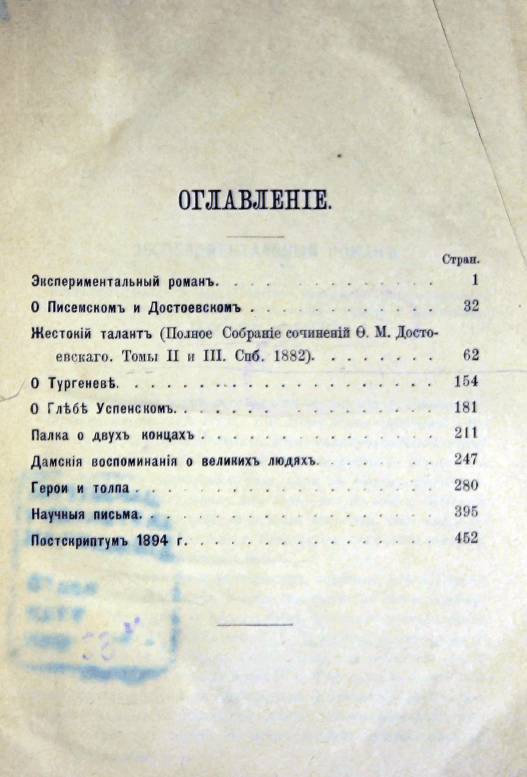 ОГЛАВЛЕНІЕ.
Стран.
Экспериментальный романъ. 1
О Писемскомъ и Достоевскомъ 32
Жестокій талантъ (Полное Собраніе сочиненій Ѳ. М. Досто-
евскаго. Томы II и III. Спб. 1882). 62
О Тургеневѣ. 154
О Глѣбѣ Успенскомъ. 181
Палка о двухъ концахъ 211
Дамскія воспоминанія о великихъ людяхъ. 247
Герои и толпа 280
Научныя письма. 395
Постскриптумъ 1894 г. 452